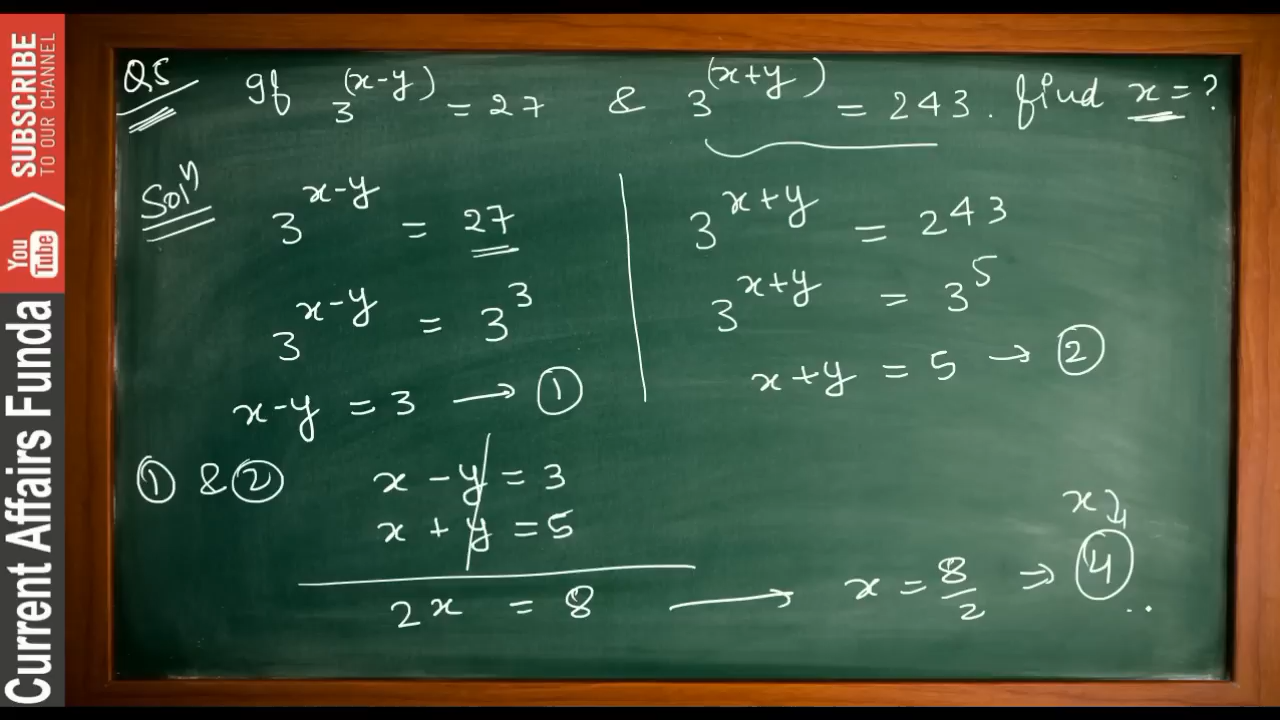 SUBSCRIBE
TO OUR CHANNEL
You
Tube
Current Affairs Funda
Q5 If 3^(x-y) = 27 & 3^(x+y) = 243. find x = ?
Solⁿ
3^x-y = 27
3^x-y = 3^3
x-y = 3 → ①
3^x+y = 243
3^x+y = 3^5
x+y = 5 → ②
① & ②
x - y = 3
x + y = 5
2x = 8 → x = 8/2 ⇒ 4
x